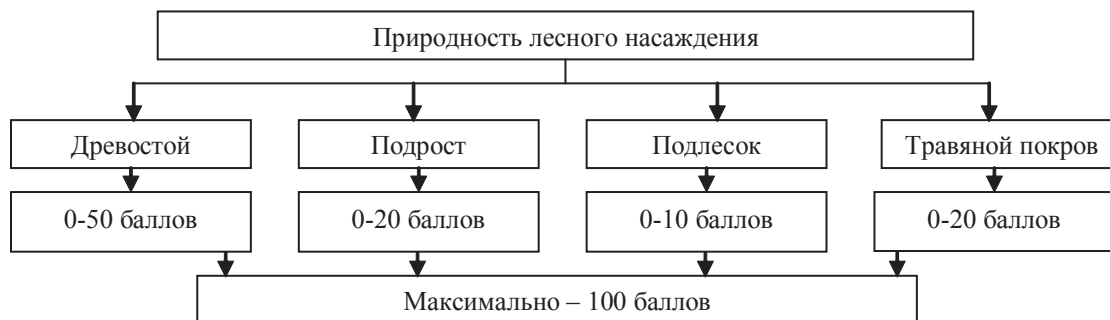 Природность лесного насаждения
Древостой
Подрост
Подлесок
Травяной покров
0-50 баллов
0-20 баллов
0-10 баллов
0-20 баллов
Максимально – 100 баллов